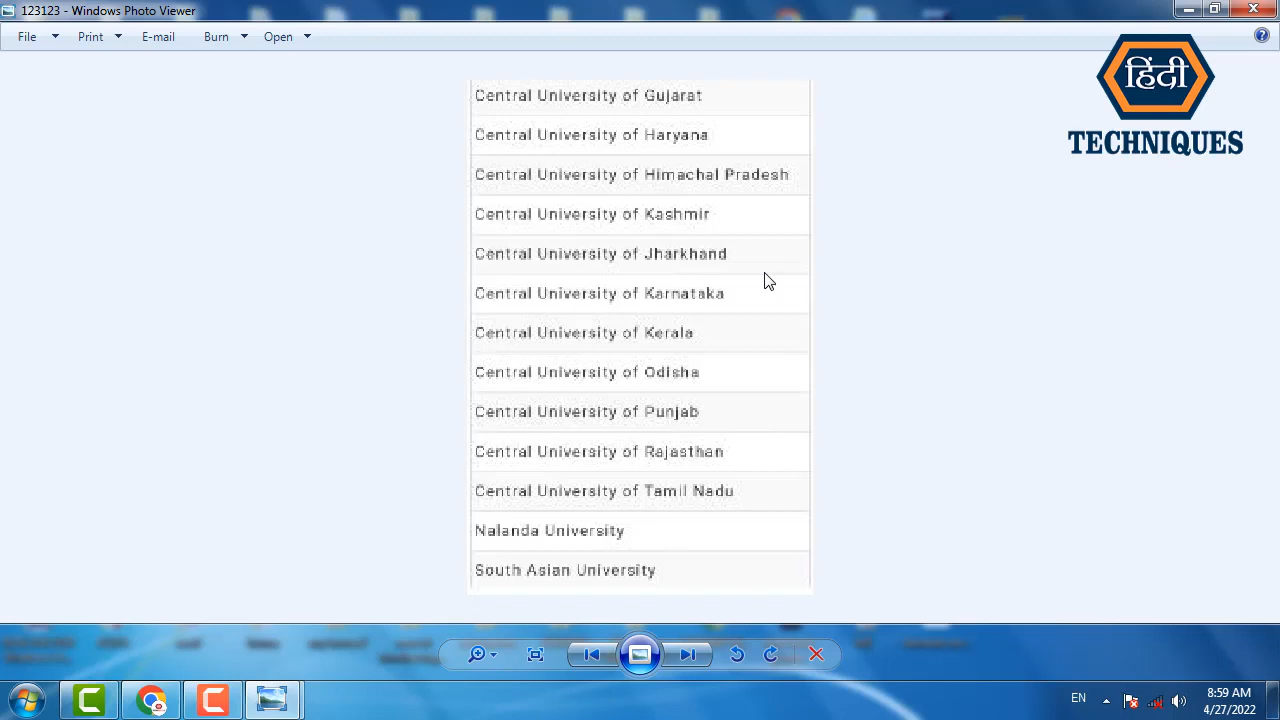 123123 - Windows Photo Viewer
File Print E-mail Burn Open
हिंदी
TECHNIQUES
Central University of Gujarat
Central University of Haryana
Central University of Himachal Pradesh
Central University of Kashmir
Central University of Jharkhand
Central University of Karnataka
Central University of Kerala
Central University of Odisha
Central University of Punjab
Central University of Rajasthan
Central University of Tamil Nadu
Nalanda University
South Asian University
EN
8:59 AM
4/27/2022